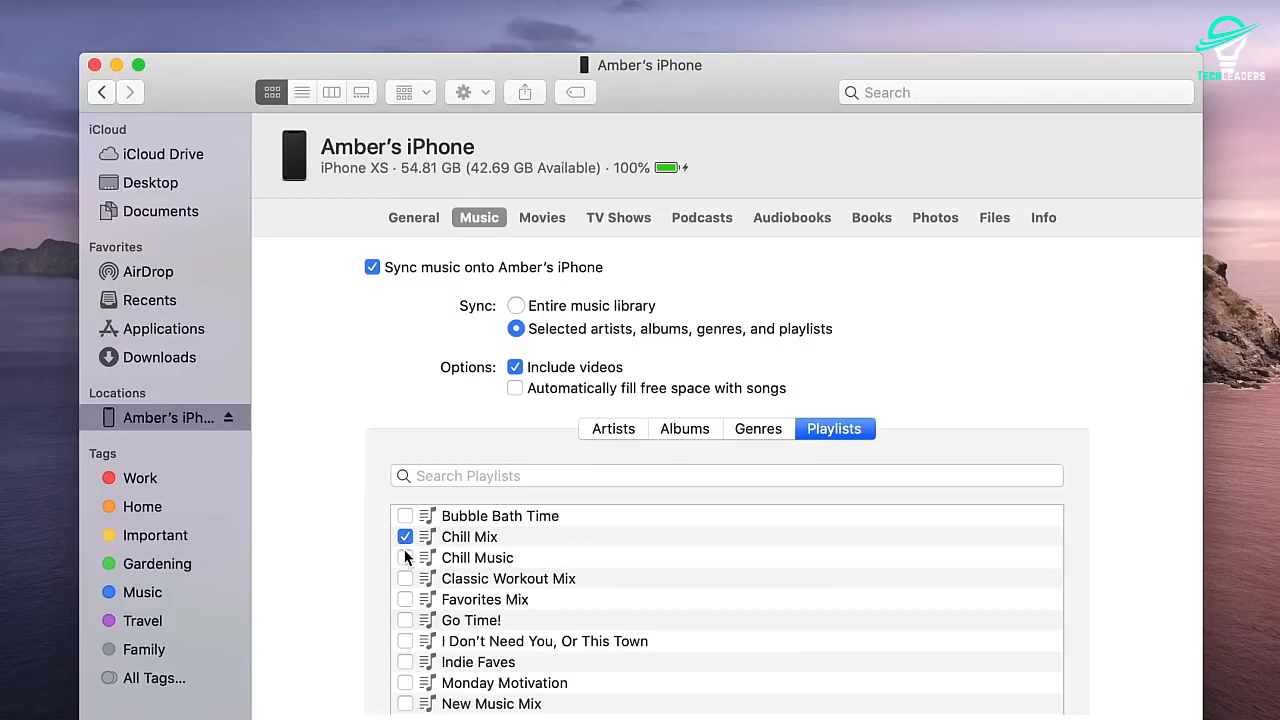 TECHLEADERS
Amber's iPhone
Search
iCloud
iCloud Drive
Desktop
Documents
Favorites
AirDrop
Recents
Applications
Downloads
Locations
Amber's iPh...
Tags
Work
Home
Important
Gardening
Music
Travel
Family
All Tags...
Amber's iPhone
iPhone XS · 54.81 GB (42.69 GB Available) · 100%
General Music Movies TV Shows Podcasts Audiobooks Books Photos Files Info
Sync music onto Amber's iPhone
Sync: Entire music library
Selected artists, albums, genres, and playlists
Options: Include videos
Automatically fill free space with songs
Artists Albums Genres Playlists
Search Playlists
Bubble Bath Time
Chill Mix
Chill Music
Classic Workout Mix
Favorites Mix
Go Time!
I Don't Need You, Or This Town
Indie Faves
Monday Motivation
New Music Mix